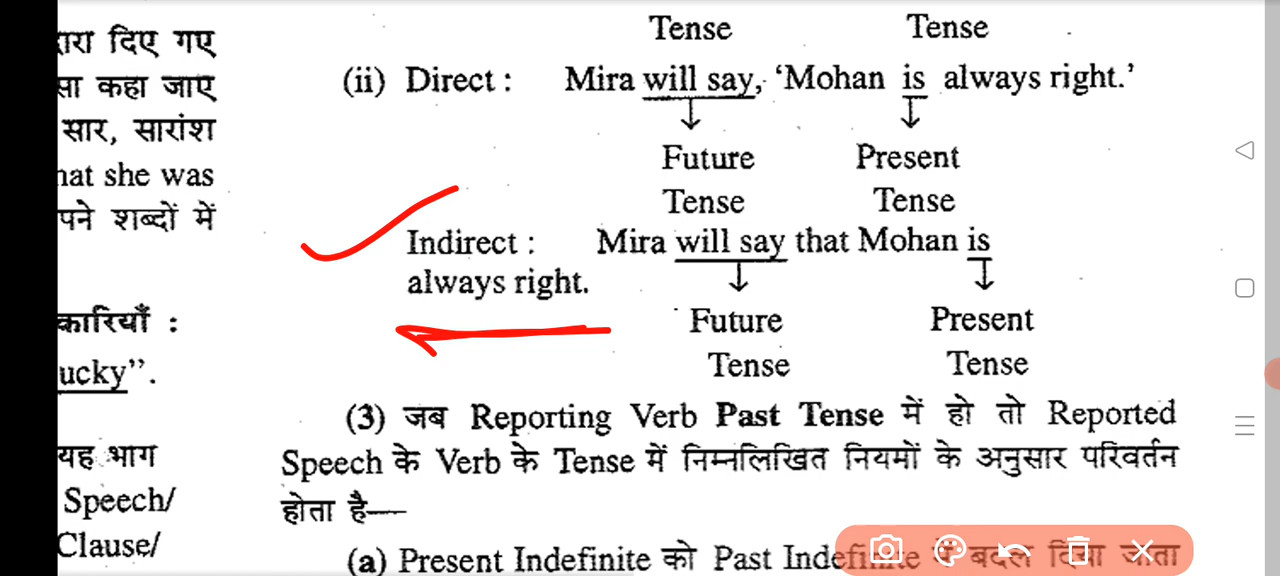 द्वारा दिए गए
सा कहा जाए
सार, सारांश
hat she was
पने शब्दों में
कारियाँ :
ucky”.
यह भाग
Speech/
Clause/
Tense Tense
(ii) Direct : Mira will say, ‘Mohan is always right.’
Future Present
Tense Tense
Indirect : Mira will say that Mohan is
always right.
Future Present
Tense Tense
(3) जब Reporting Verb Past Tense में हो तो Reported
Speech के Verb के Tense में निम्नलिखित नियमों के अनुसार परिवर्तन
होता है—
(a) Present Indefinite को Past Indefinite में बदल दिया जाता